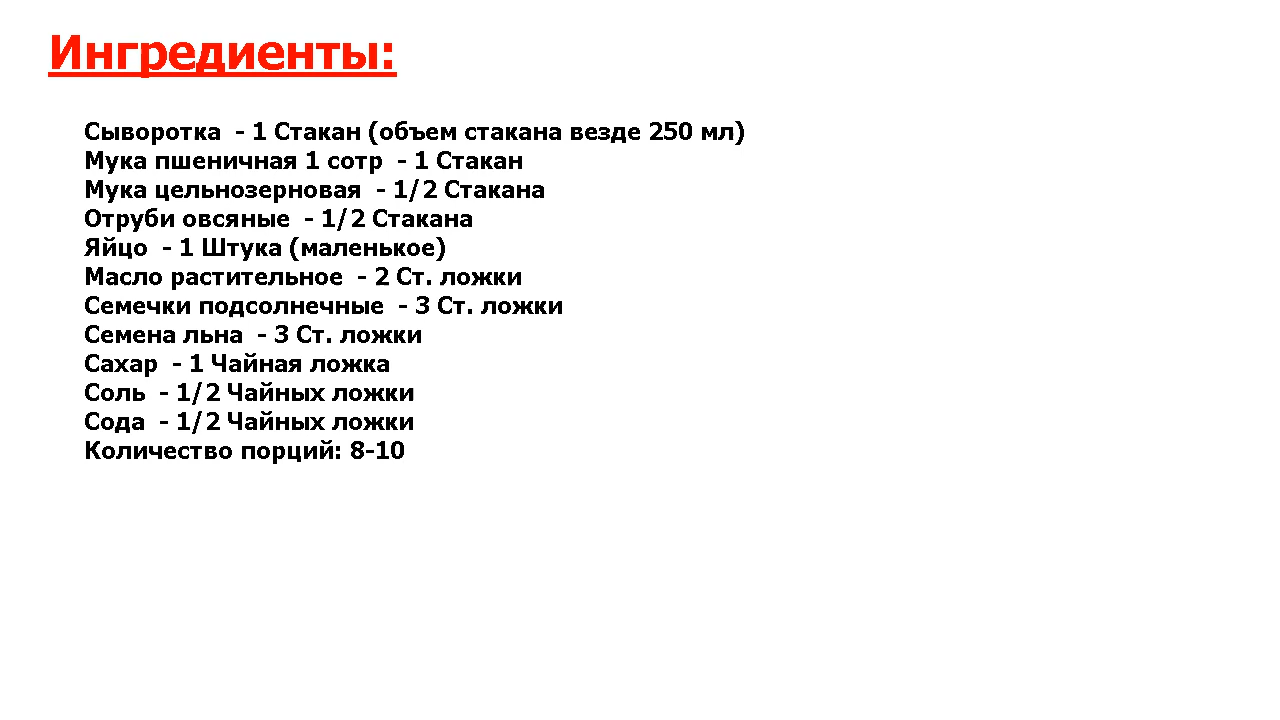 Ингредиенты:
Сыворотка - 1 Стакан (объем стакана везде 250 мл)
Мука пшеничная 1 сотр - 1 Стакан
Мука цельнозерновая - 1/2 Стакана
Отруби овсяные - 1/2 Стакана
Яйцо - 1 Штука (маленькое)
Масло растительное - 2 Ст. ложки
Семечки подсолнечные - 3 Ст. ложки
Семена льна - 3 Ст. ложки
Сахар - 1 Чайная ложка
Соль - 1/2 Чайных ложки
Сода - 1/2 Чайных ложки
Количество порций: 8-10